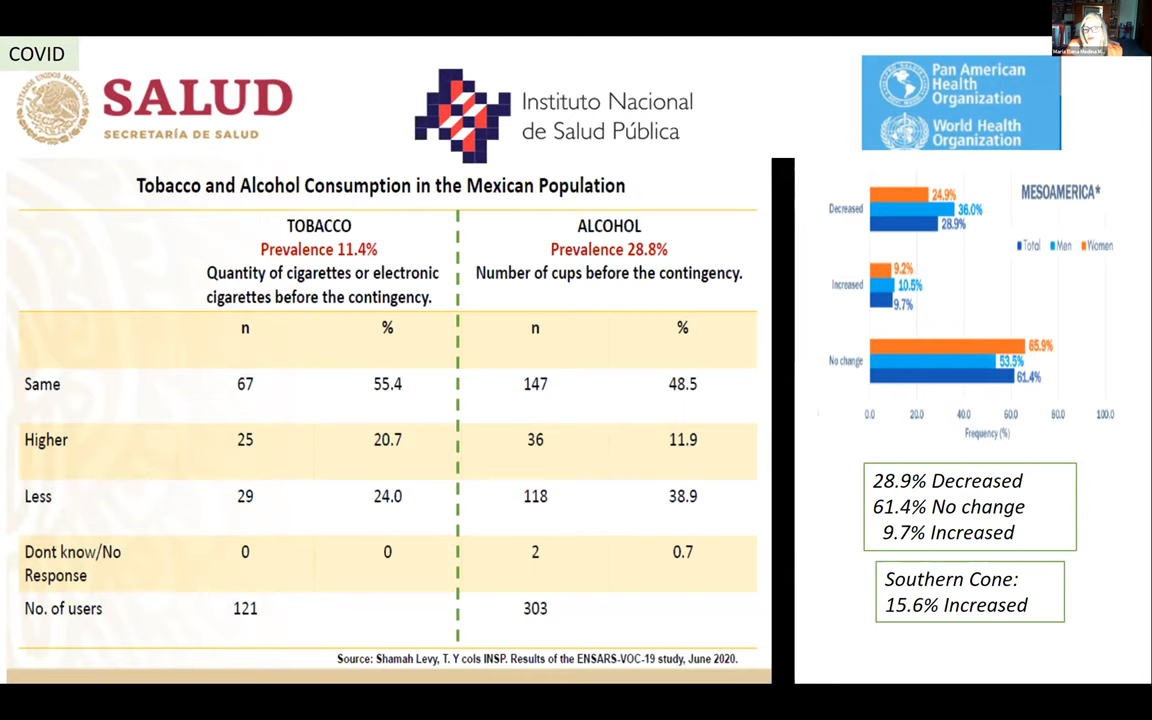 COVID
SALUD
SECRETARÍA DE SALUD
Instituto Nacional
de Salud Pública
Pan American
Health
Organization
World Health
Organization
Tobacco and Alcohol Consumption in the Mexican Population
TOBACCO
Prevalence 11.4%
Quantity of cigarettes or electronic
cigarettes before the contingency.
ALCOHOL
Prevalence 28.8%
Number of cups before the contingency.
n % n %
Same 67 55.4 147 48.5
Higher 25 20.7 36 11.9
Less 29 24.0 118 38.9
Dont know/No
Response 0 0 2 0.7
No. of users 121 303
Source: Shamah Levy, T. Y cols INSP. Results of the ENSARS-VOC-19 study, June 2020.
MESOAMERICA*
Total Men Women
Decreased 24.9%
36.0%
28.9%
Increased 9.2%
10.5%
9.7%
No change 65.9%
53.5%
61.4%
0.0 20.0 40.0 60.0 80.0 100.0
Frequency (%)
28.9% Decreased
61.4% No change
9.7% Increased
Southern Cone:
15.6% Increased